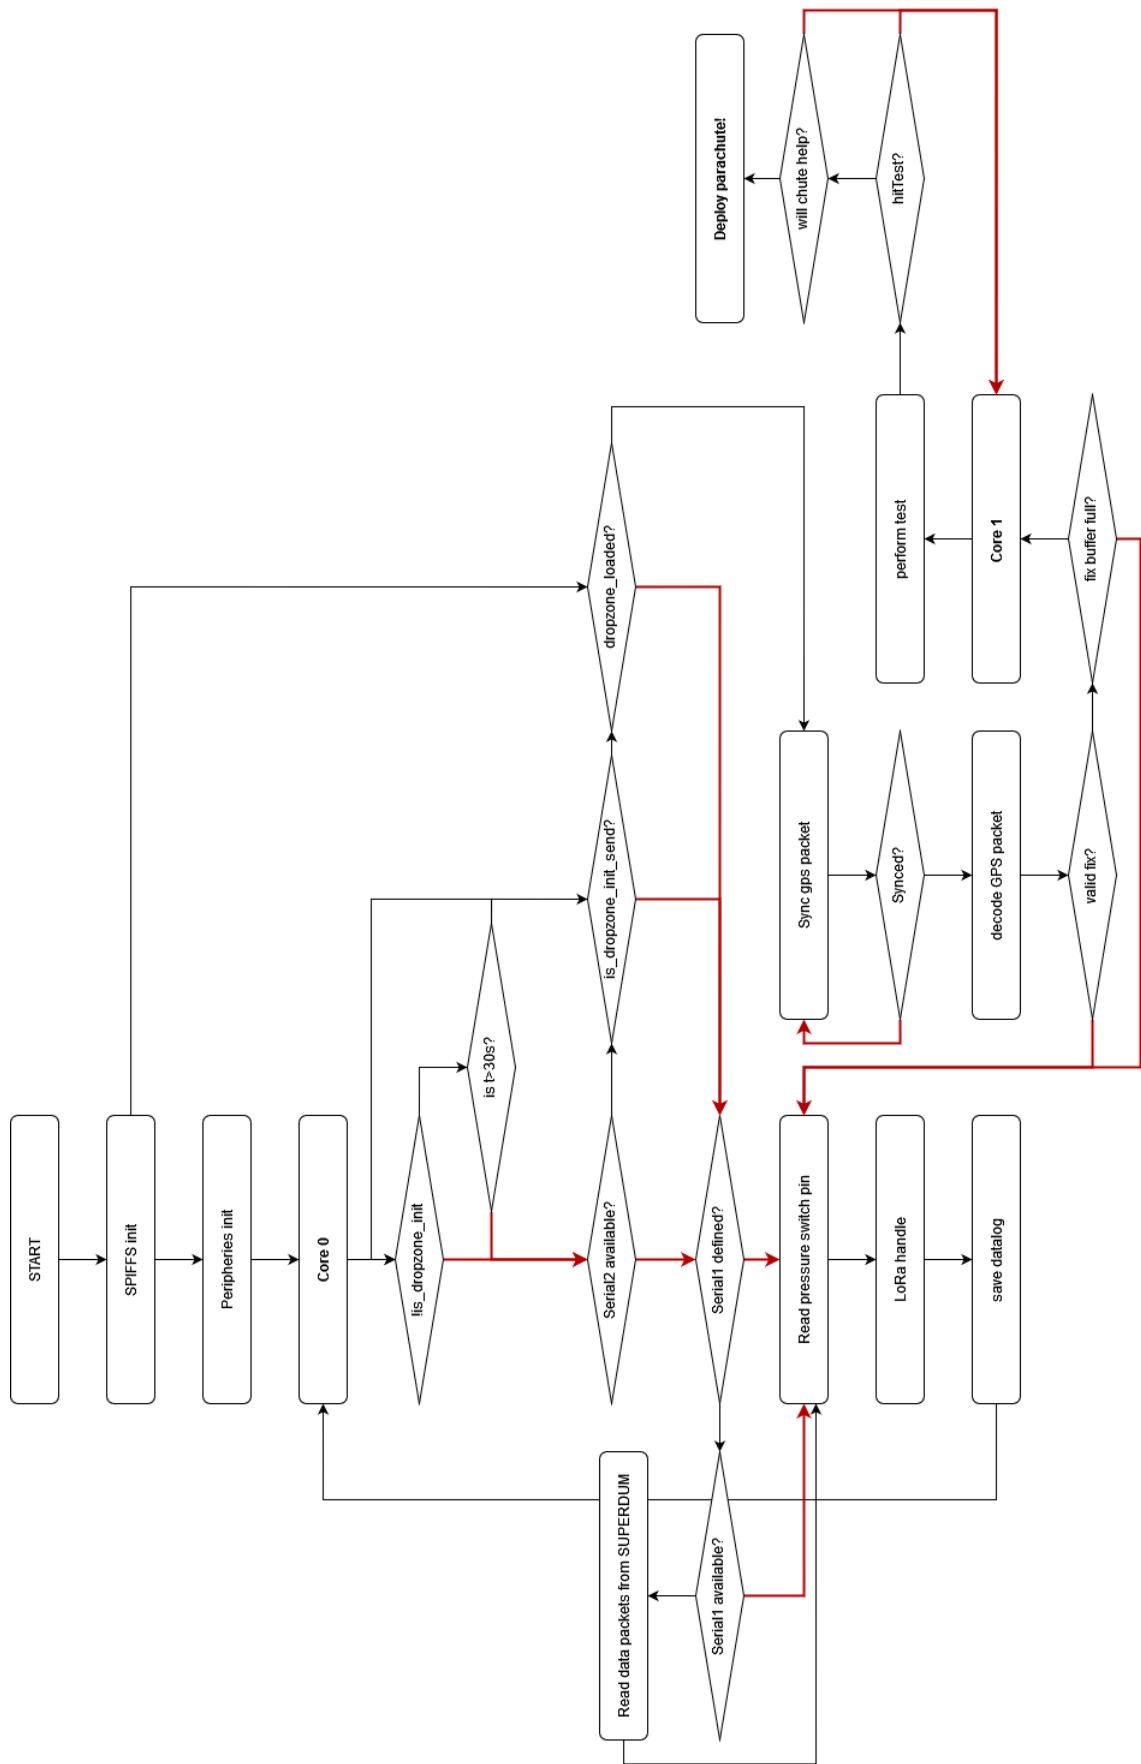 START
SPIFFS init
Peripheries init
Core 0
!is_dropzone_init
is t>30s?
Serial2 available?
is_dropzone_init_send?
dropzone_loaded?
Serial1 defined?
Serial1 available?
Read data packets from SUPERDUM
Read pressure switch pin
LoRa handle
save datalog
Sync gps packet
Synced?
decode GPS packet
valid fix?
fix buffer full?
Core 1
perform test
hitTest?
will chute help?
Deploy parachute!